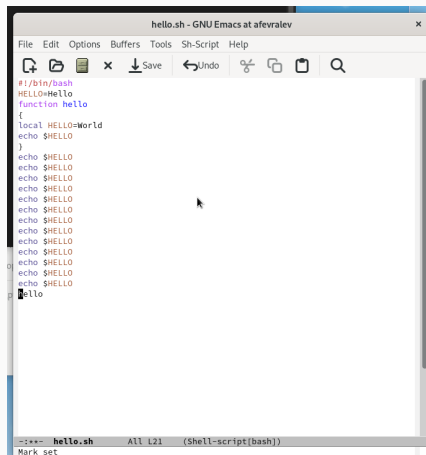 hello.sh - GNU Emacs at afevralev
File Edit Options Buffers Tools Sh-Script Help
Save Undo
#!/bin/bash
HELLO=Hello
function hello
{
local HELLO=World
echo $HELLO
}
echo $HELLO
echo $HELLO
echo $HELLO
echo $HELLO
echo $HELLO
echo $HELLO
echo $HELLO
echo $HELLO
echo $HELLO
echo $HELLO
echo $HELLO
echo $HELLO
echo $HELLO
hello
-:**- hello.sh All L21 (Shell-script[bash])
Mark set